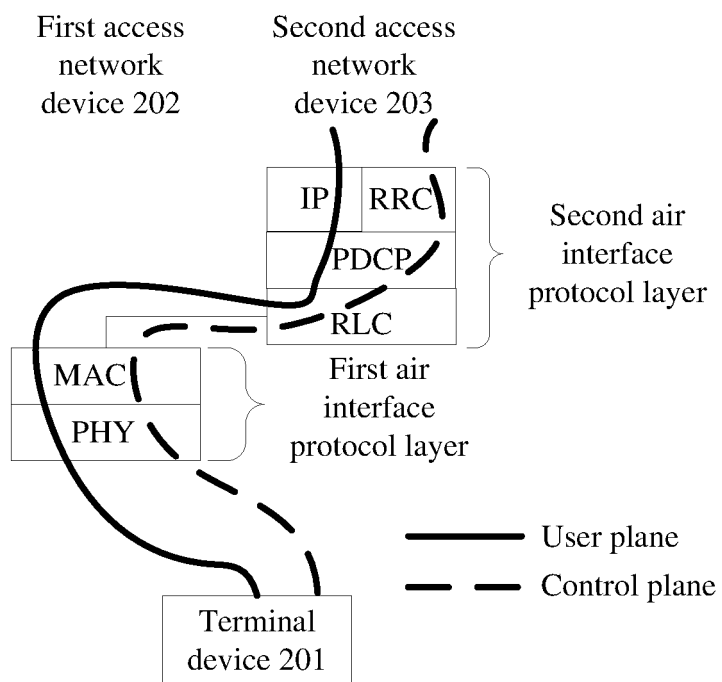 First access
network
device 202
Second access
network
device 203
IP
RRC
PDCP
RLC
Second air
interface
protocol layer
MAC
PHY
First air
interface
protocol layer
User plane
Control plane
Terminal
device 201